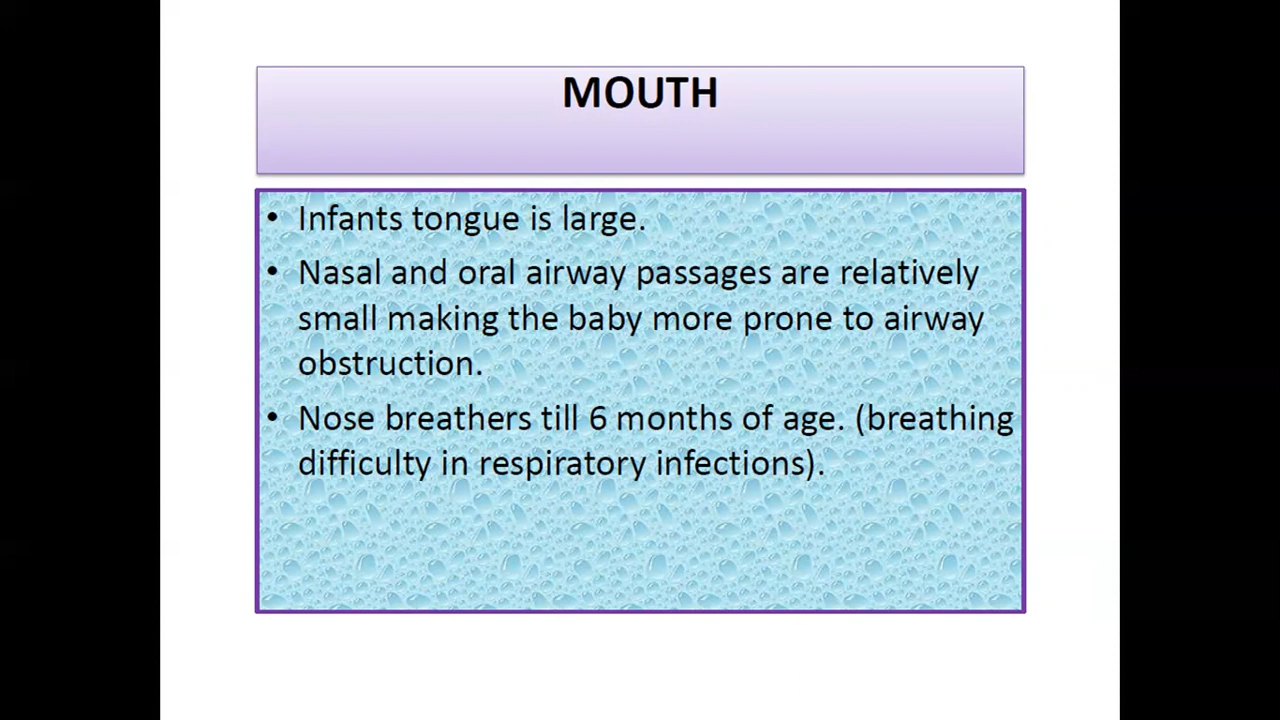 MOUTH
• Infants tongue is large.
• Nasal and oral airway passages are relatively
small making the baby more prone to airway
obstruction.
• Nose breathers till 6 months of age. (breathing
difficulty in respiratory infections).